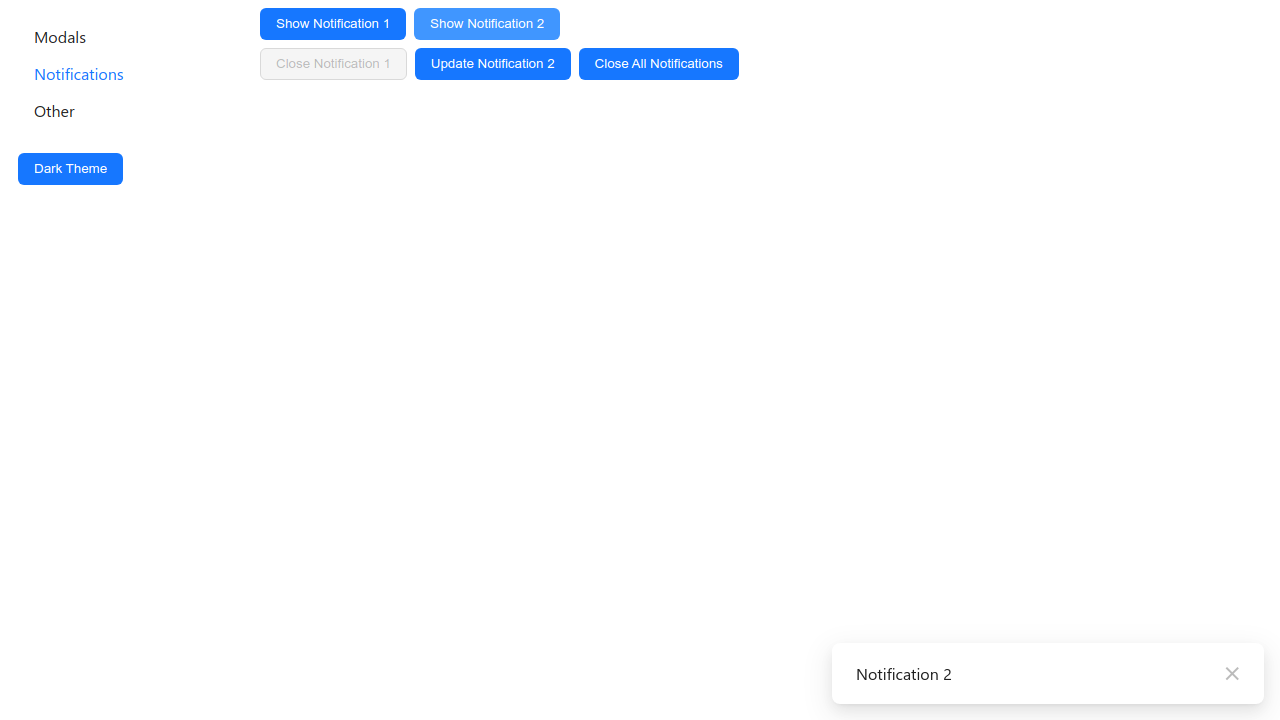 Modals
Notifications
Other
Dark Theme
Show Notification 1
Show Notification 2
Close Notification 1
Update Notification 2
Close All Notifications
Notification 2